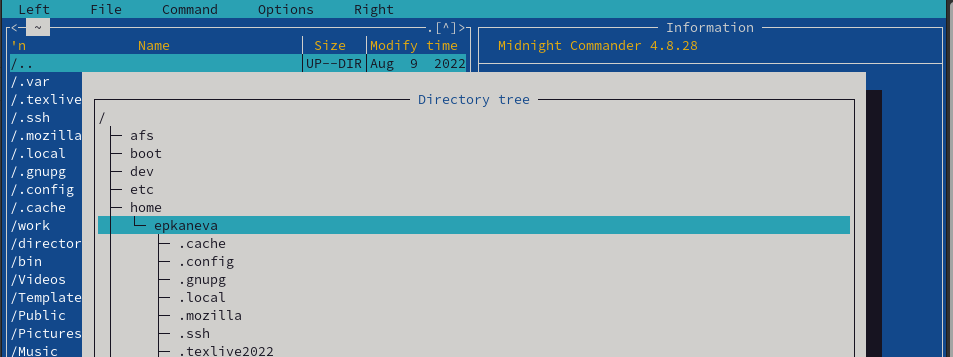 Left File Command Options Right
<─ ~ .[^]> Information
'n Name Size Modify time Midnight Commander 4.8.28
/.. UP--DIR Aug 9 2022
/.var
/.texlive
/.ssh
/.mozilla
/.local
/.gnupg
/.config
/.cache
/work
/director
/bin
/Videos
/Template
/Public
/Pictures
/Music
Directory tree
/
afs
boot
dev
etc
home
epkaneva
.cache
.config
.gnupg
.local
.mozilla
.ssh
.texlive2022